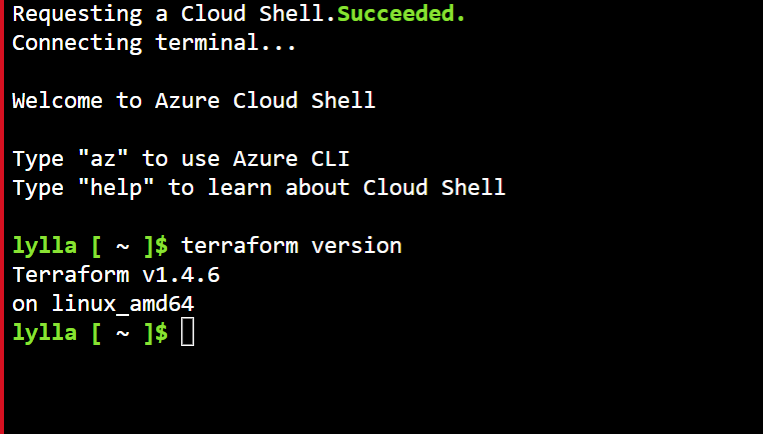 Requesting a Cloud Shell.Succeeded.
Connecting terminal...
Welcome to Azure Cloud Shell
Type "az" to use Azure CLI
Type "help" to learn about Cloud Shell
lylla [ ~ ]$ terraform version
Terraform v1.4.6
on linux_amd64
lylla [ ~ ]$